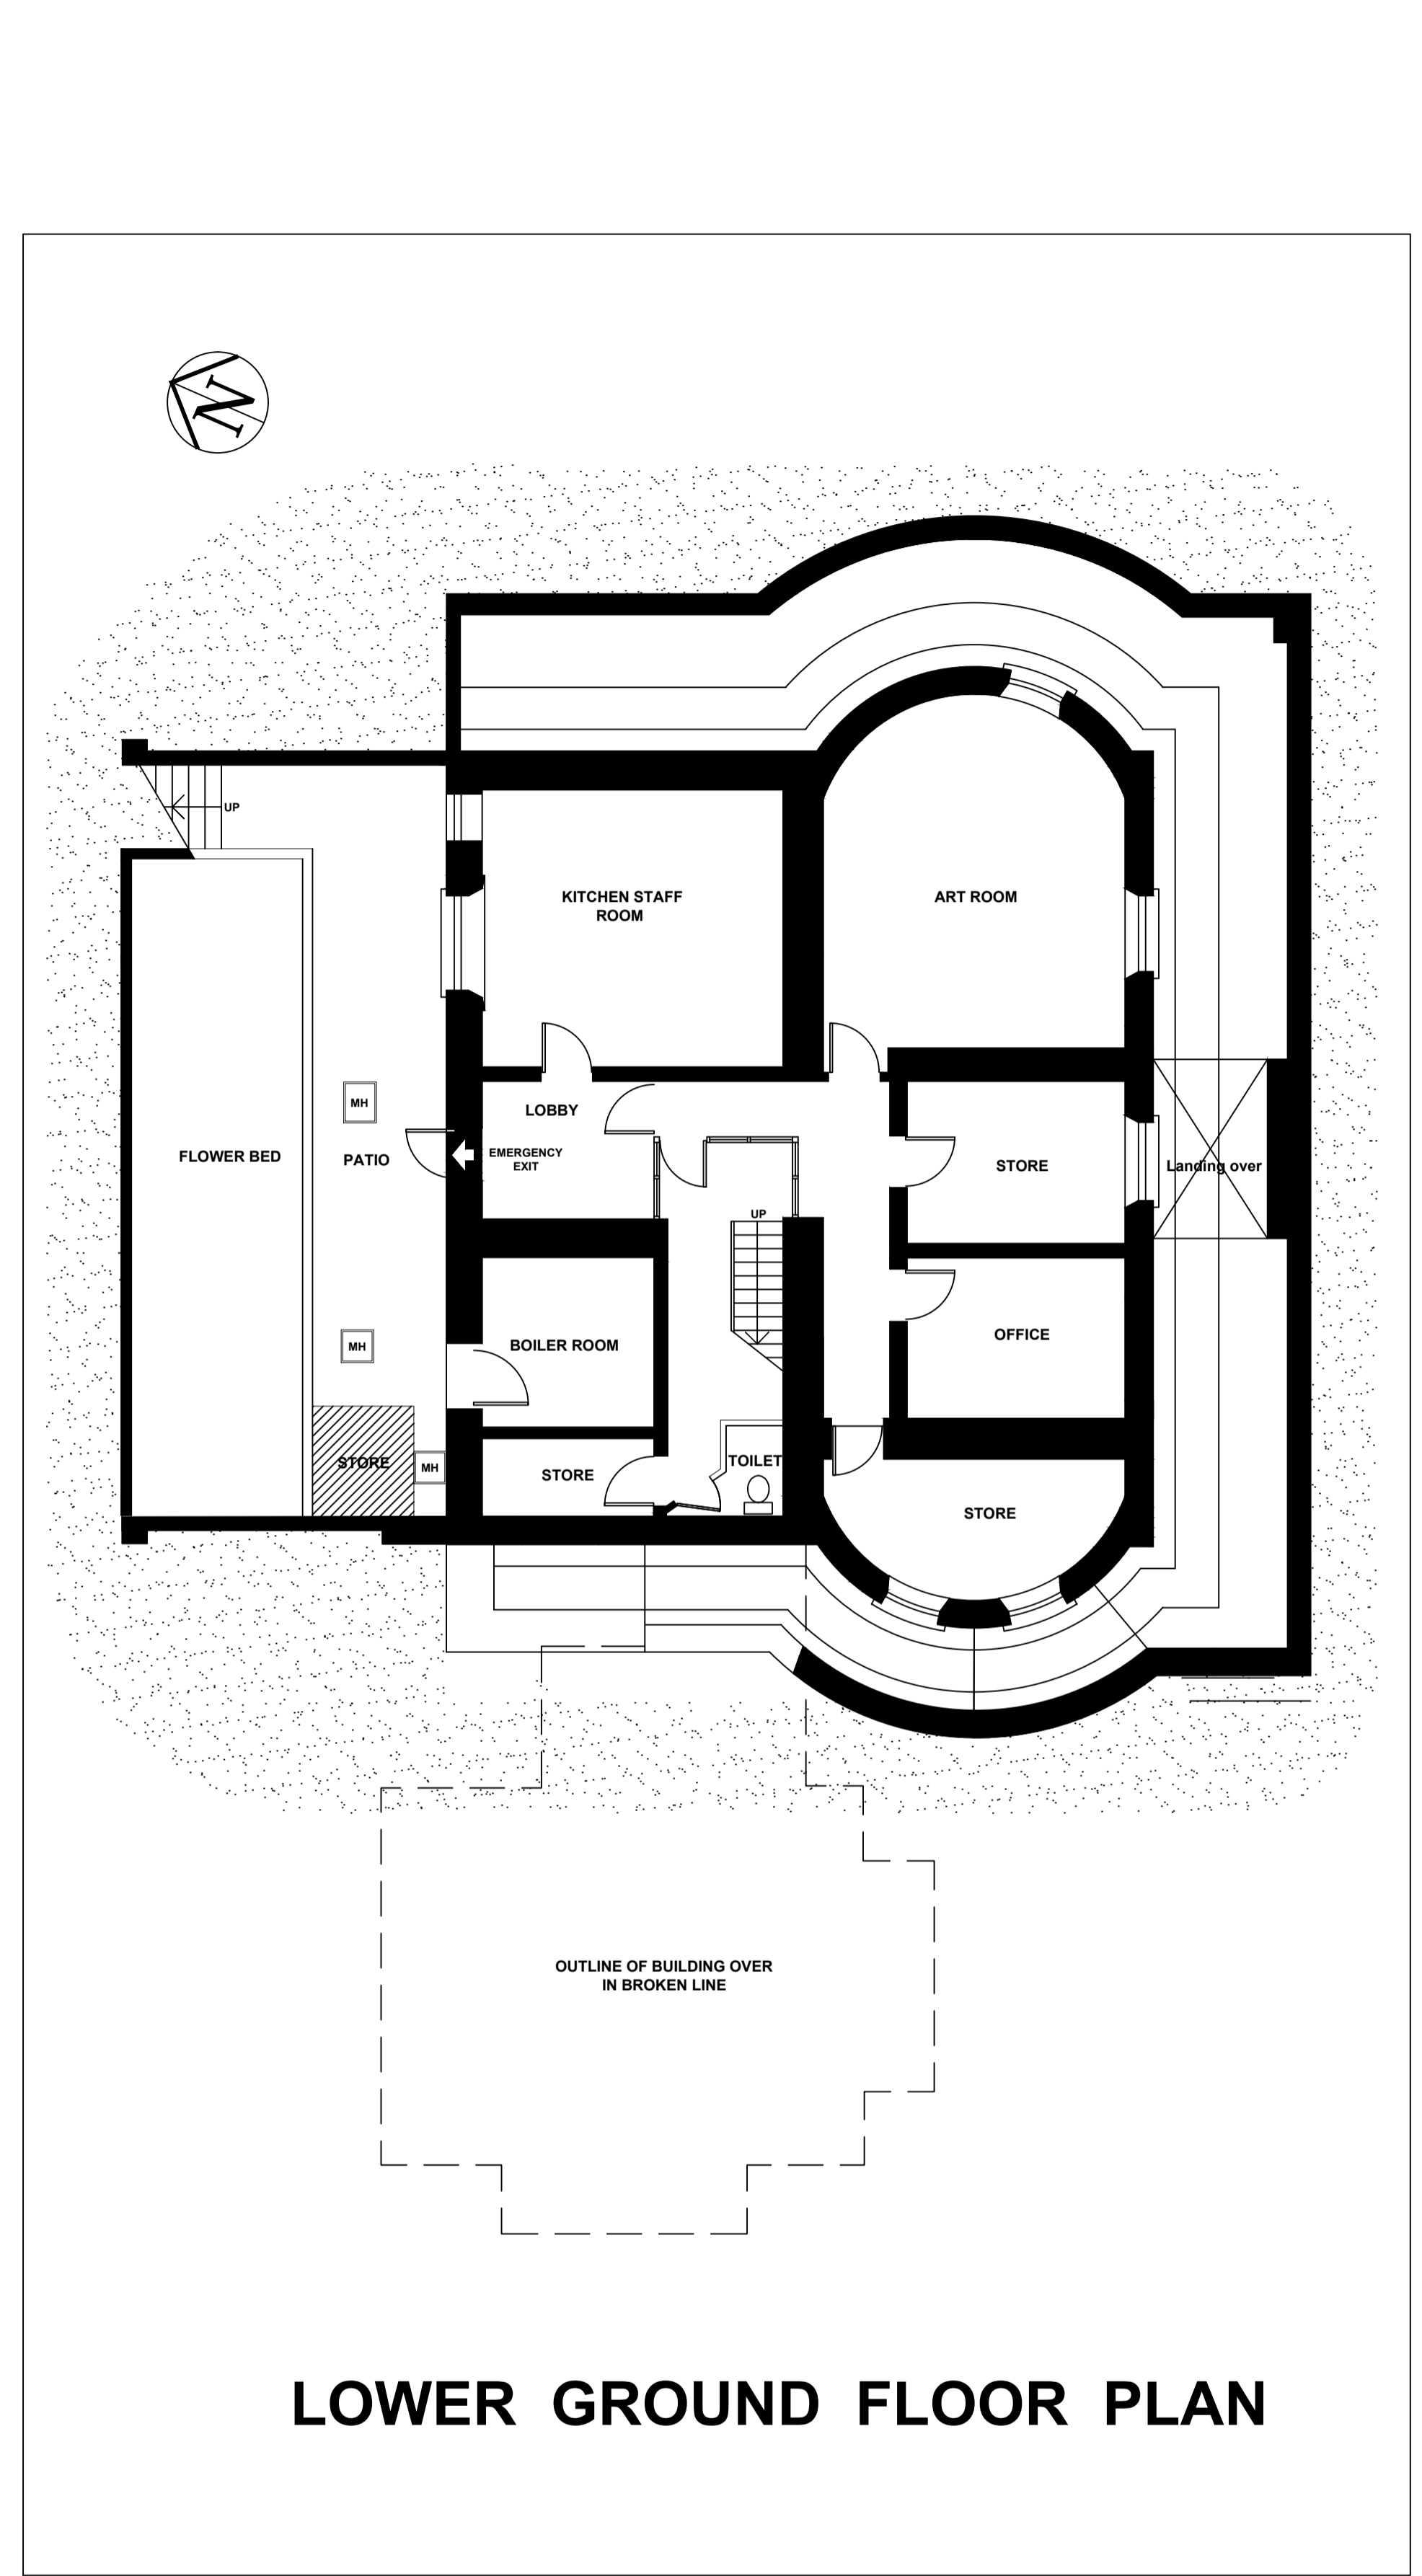 N
UP
KITCHEN STAFF
ROOM
ART ROOM
MH
LOBBY
EMERGENCY
EXIT
FLOWER BED
PATIO
STORE
Landing over
UP
MH
BOILER ROOM
OFFICE
STORE
MH
STORE
TOILET
STORE
OUTLINE OF BUILDING OVER
IN BROKEN LINE
LOWER GROUND FLOOR PLAN